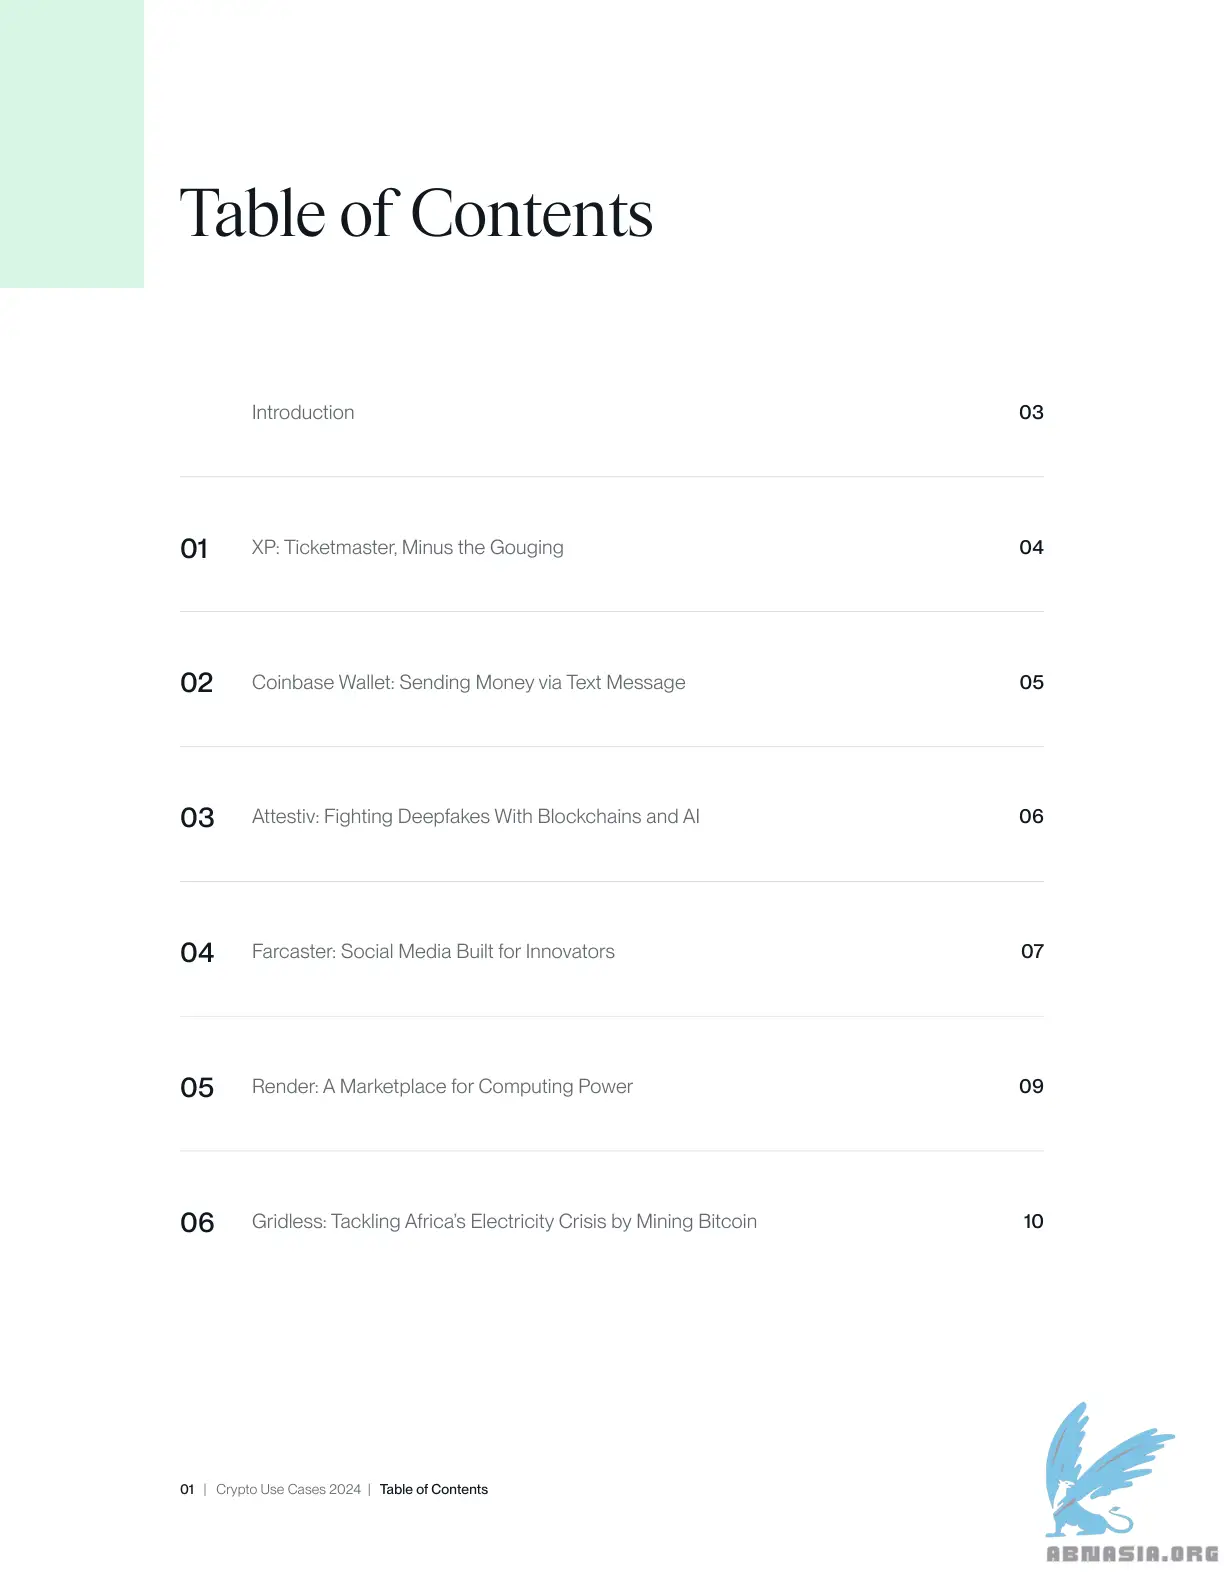 Table of Contents
Introduction 03
01 XP: Ticketmaster, Minus the Gouging 04
02 Coinbase Wallet: Sending Money via Text Message 05
03 Attestiv: Fighting Deepfakes With Blockchains and AI 06
04 Farcaster: Social Media Built for Innovators 07
05 Render: A Marketplace for Computing Power 09
06 Gridless: Tackling Africa’s Electricity Crisis by Mining Bitcoin 10
01 | Crypto Use Cases 2024 | Table of Contents
ABNASIA.ORG